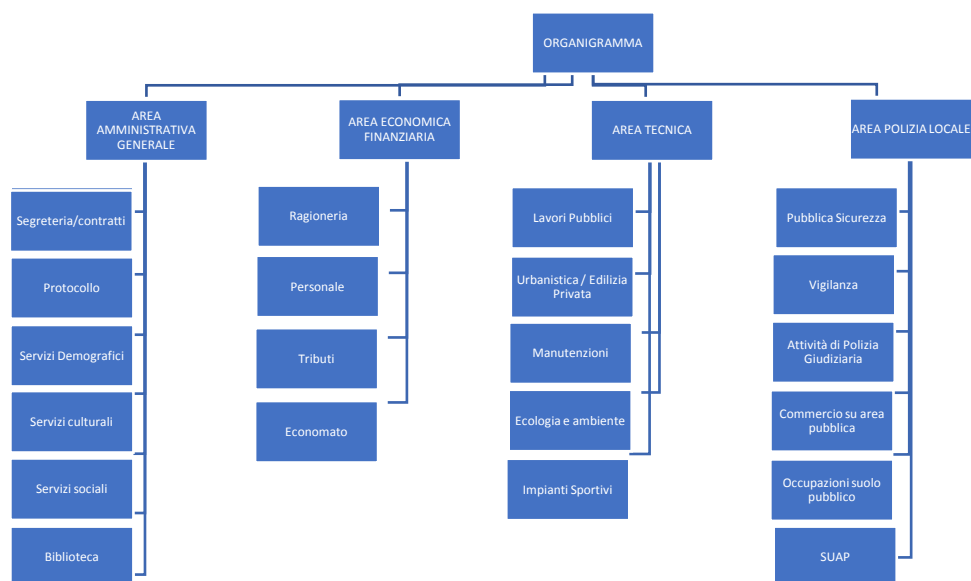 ORGANIGRAMMA
AREA
AMMINISTRATIVA
GENERALE
Segreteria/contratti
Protocollo
Servizi Demografici
Servizi culturali
Servizi sociali
Biblioteca
AREA ECONOMICA
FINANZIARIA
Ragioneria
Personale
Tributi
Economato
AREA TECNICA
Lavori Pubblici
Urbanistica / Edilizia
Privata
Manutenzioni
Ecologia e ambiente
Impianti Sportivi
AREA POLIZIA LOCALE
Pubblica Sicurezza
Vigilanza
Attività di Polizia
Giudiziaria
Commercio su area
pubblica
Occupazioni suolo
pubblico
SUAP